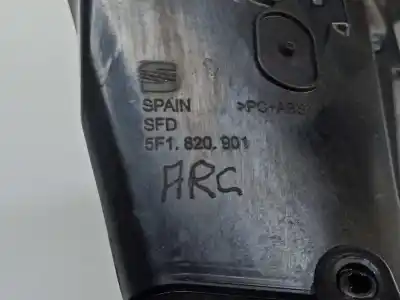 SPAIN >PC+ABS<
SFD
5F1.820.901
ARC